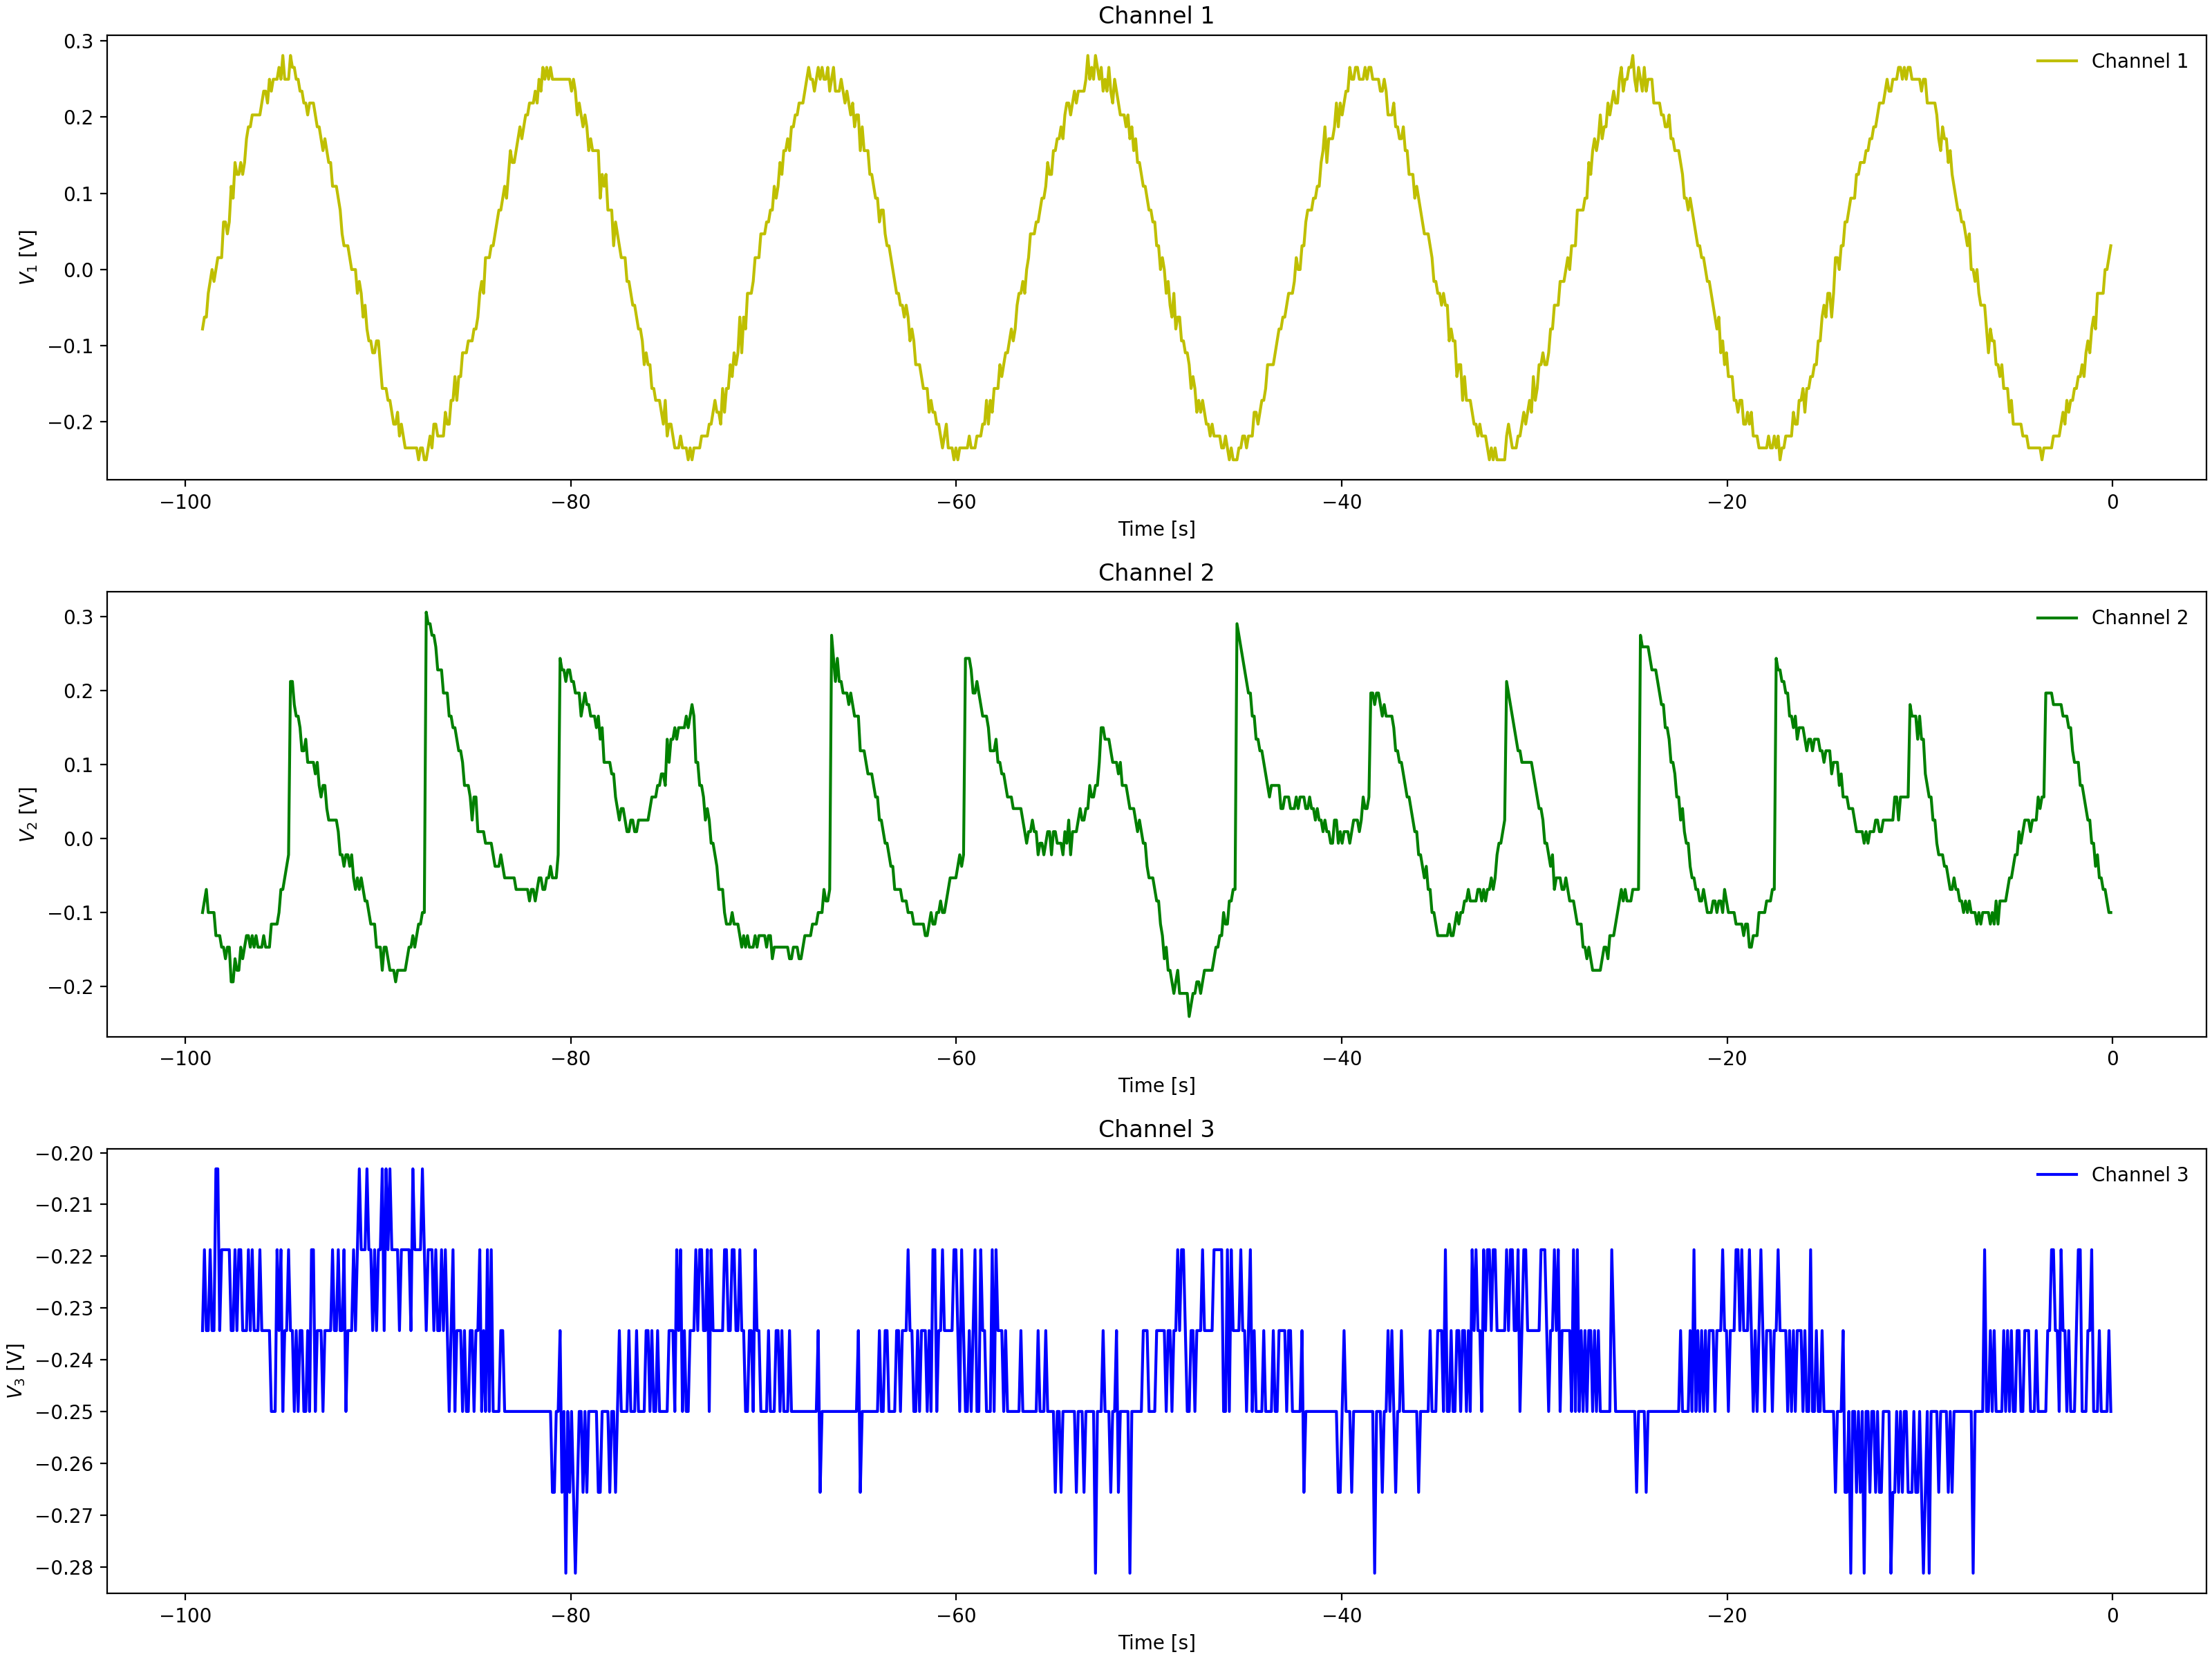 Channel 1
Channel 1
0.3
0.2
0.1
0.0
−0.1
−0.2
V₁ [V]
−100 −80 −60 −40 −20 0
Time [s]
Channel 2
Channel 2
0.3
0.2
0.1
0.0
−0.1
−0.2
V₂ [V]
−100 −80 −60 −40 −20 0
Time [s]
Channel 3
Channel 3
−0.20
−0.21
−0.22
−0.23
−0.24
−0.25
−0.26
−0.27
−0.28
V₃ [V]
−100 −80 −60 −40 −20 0
Time [s]